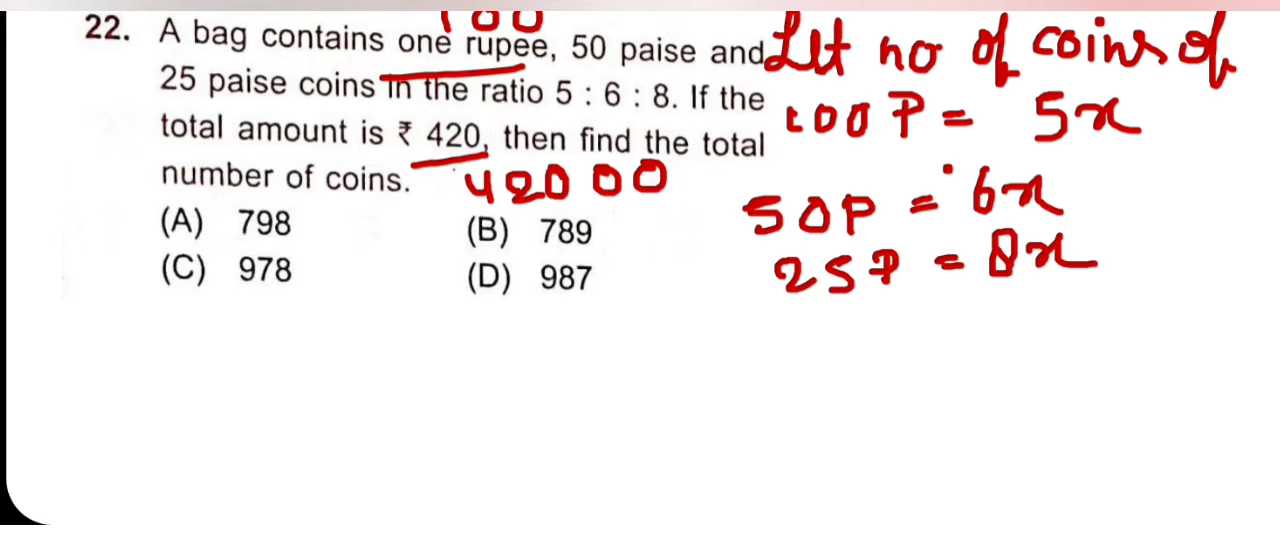 100
22. A bag contains one rupee, 50 paise and
25 paise coins in the ratio 5 : 6 : 8. If the
total amount is ₹ 420, then find the total
number of coins.
42000
(A) 798 (B) 789
(C) 978 (D) 987
Let no of coins of
100 P = 5x
50P = 6x
25P = 8x